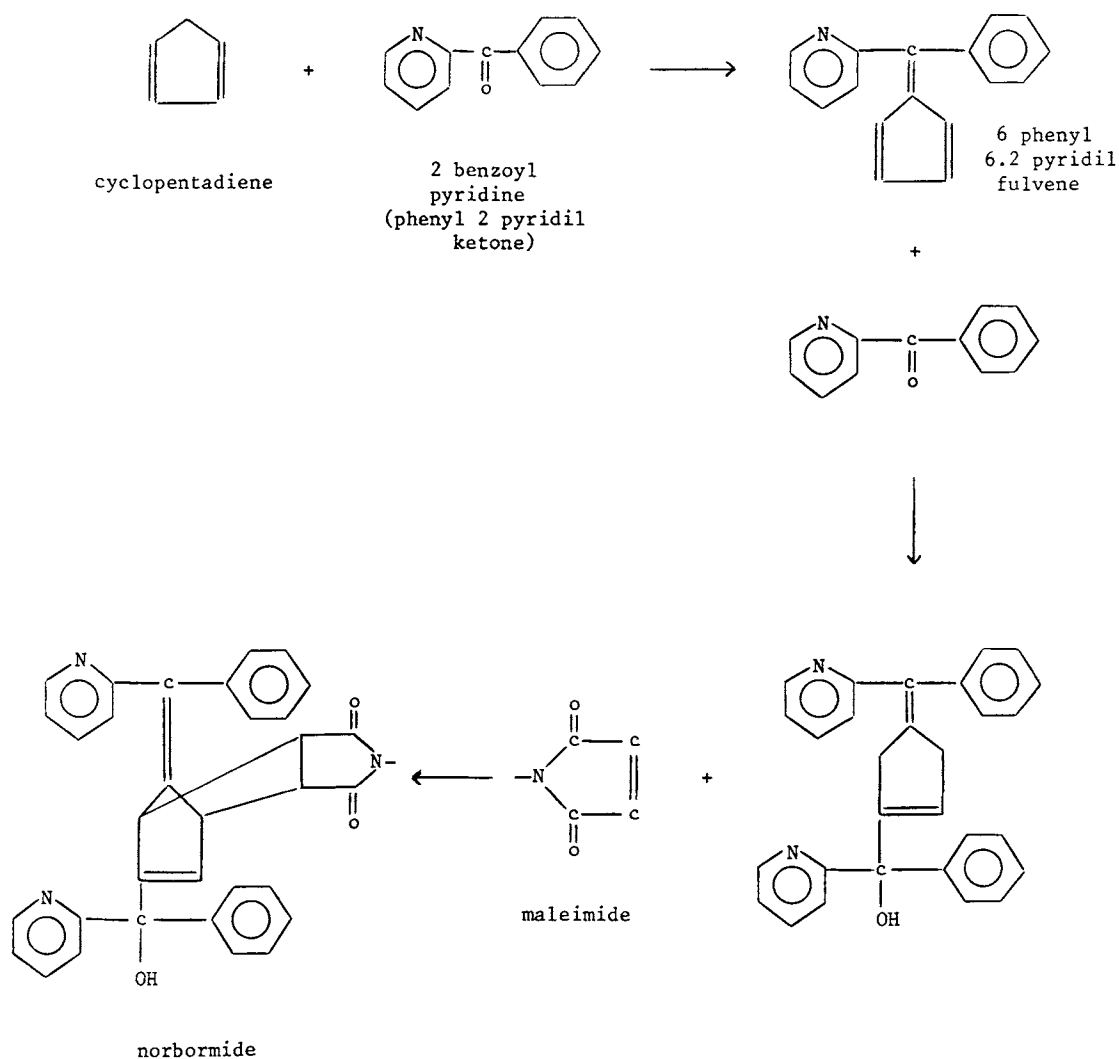 N
+
C
O
cyclopentadiene
2 benzoyl
pyridine
(phenyl 2 pyridil
ketone)
N
C
6 phenyl
6.2 pyridil
fulvene
+
N
C
O
N
C
O
N
O
N
C
OH
norbormide
O
C
C
N
C
C
O
maleimide
+
N
C
N
C
OH